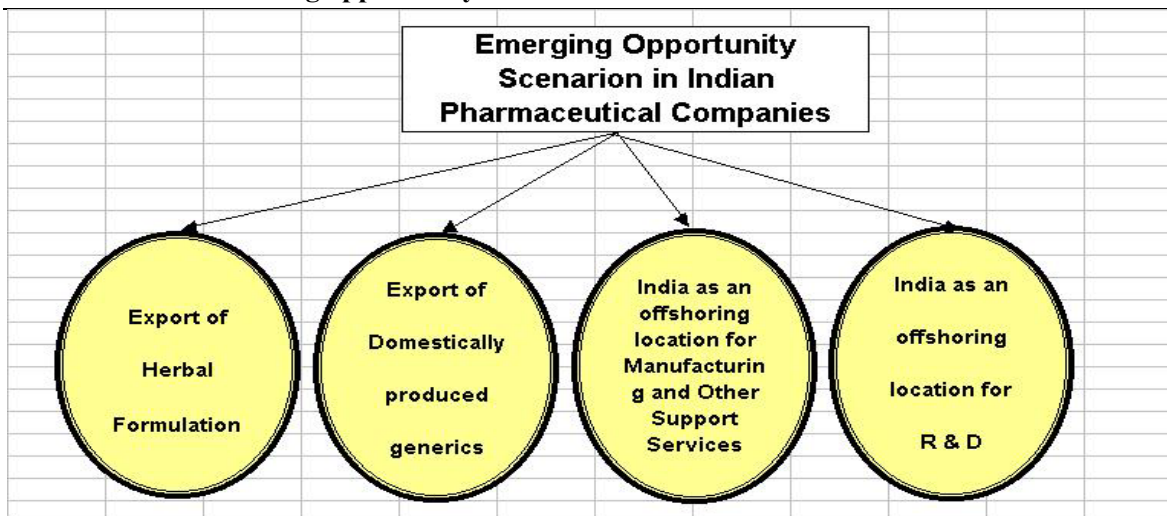 Emerging Opportunity
Scenarion in Indian
Pharmaceutical Companies
Export of
Herbal
Formulation
Export of
Domestically
produced
generics
India as an
offshoring
location for
Manufacturin
g and Other
Support
Services
India as an
offshoring
location for
R & D